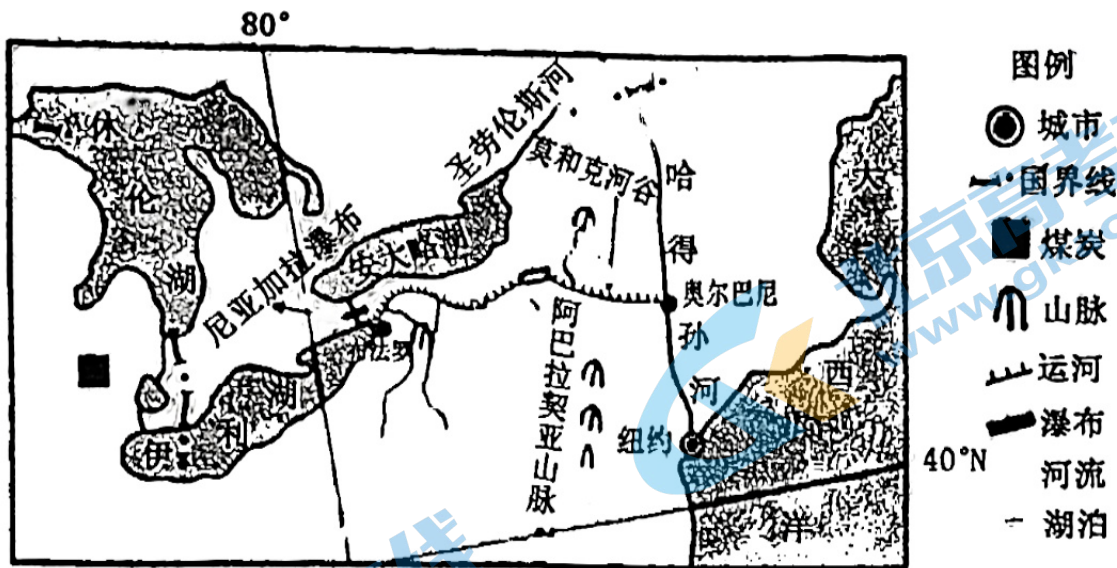 80°
休
伦
湖
圣劳伦斯河
莫和克河谷
哈
得
孙
河
尼亚加拉瀑布
安大略湖
布法罗
伊
利
湖
阿巴拉契亚山脉
奥尔巴尼
纽约
大
西
洋
40°N
图例
城市
国界线
煤炭
山脉
运河
瀑布
河流
湖泊